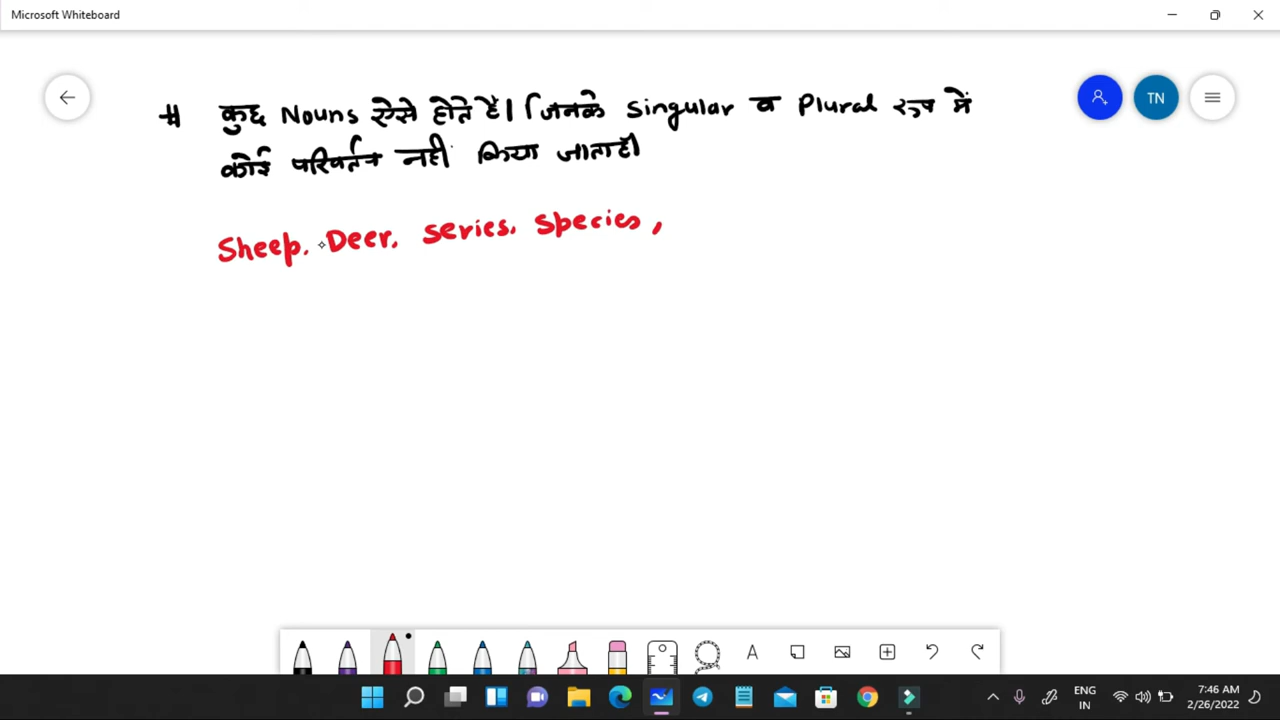 Microsoft Whiteboard
# कुछ Nouns ऐसे होते हैं। जिनके Singular व Plural रुप में
TN
कोई परिवर्तन नही किया जाता है।
Sheep. Deer. series. Species ,
A
ENG
IN
7:46 AM
2/26/2022